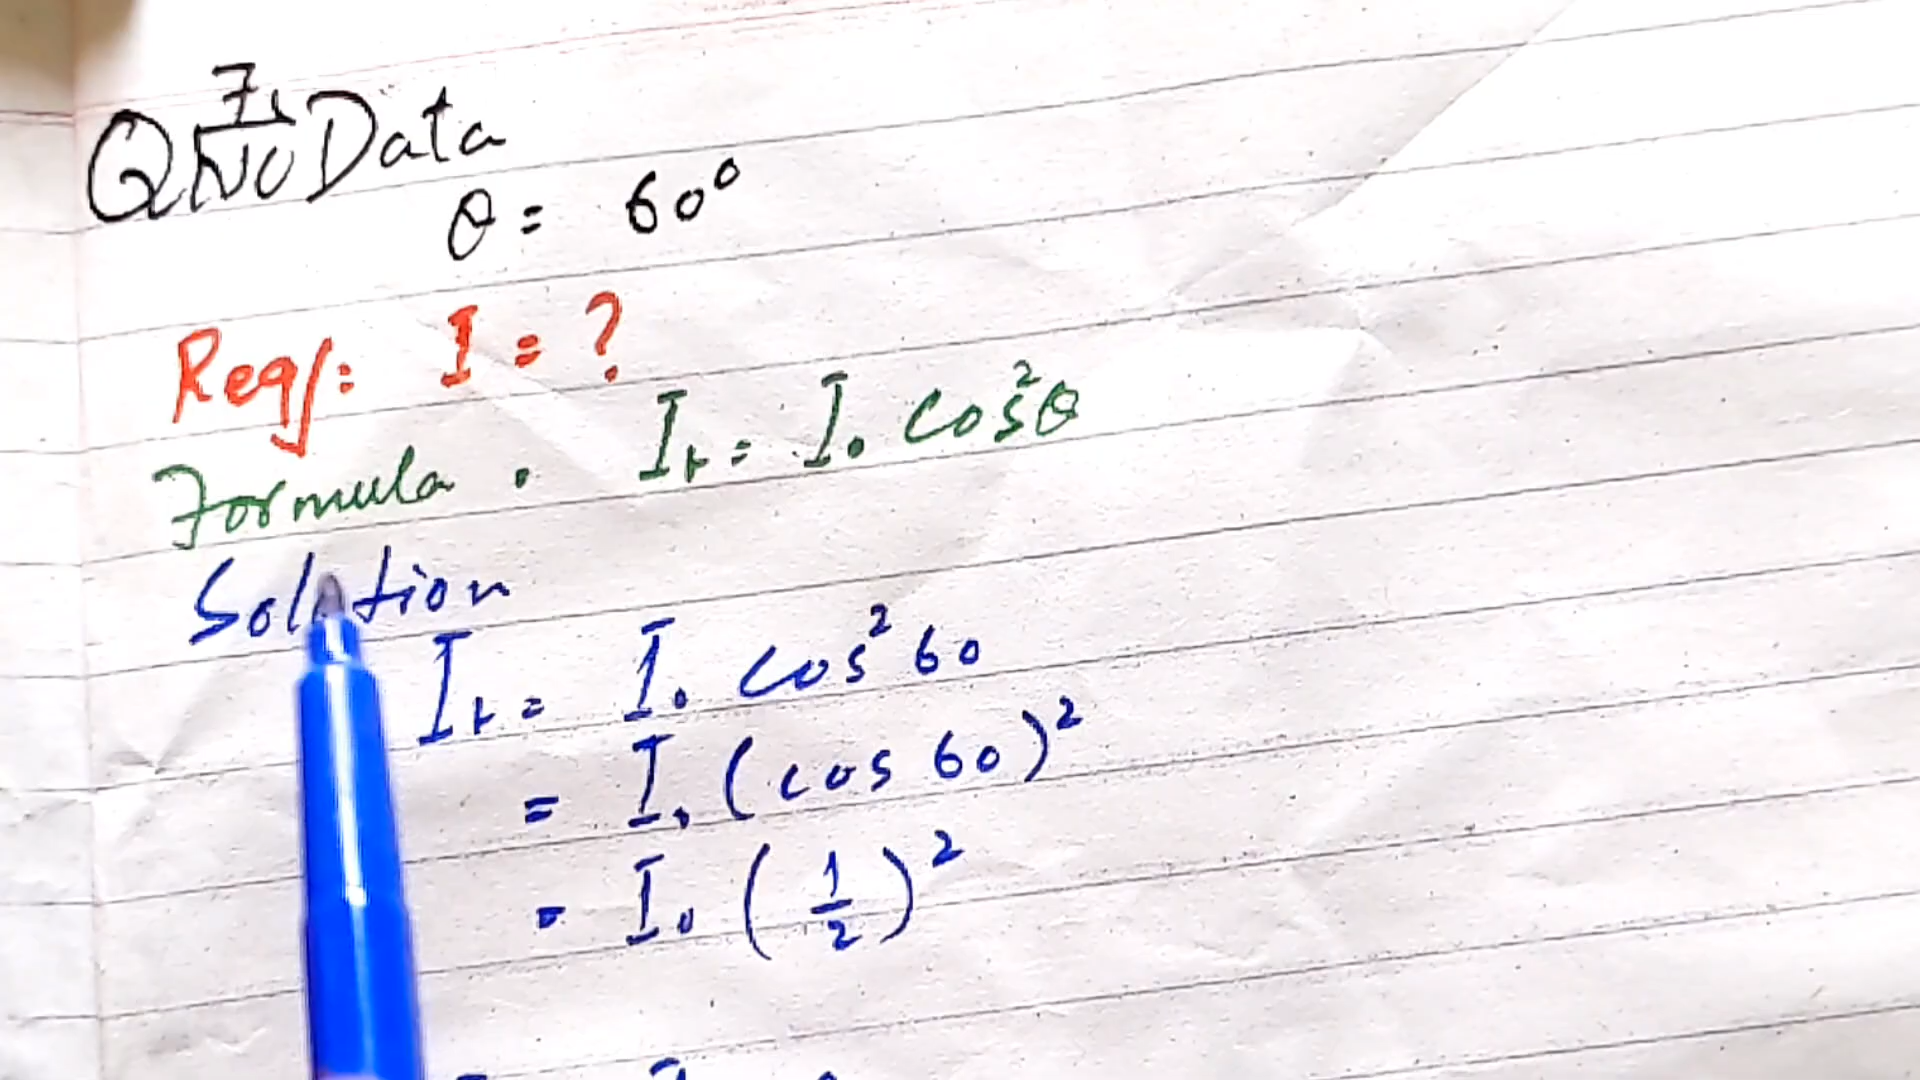 Q No 7 Data
θ = 60°
Req/: I = ?
Formula . It = I₀ cos²θ
Solution
It = I₀ cos² 60
= I₀ (cos 60)²
= I₀ (1/2)²